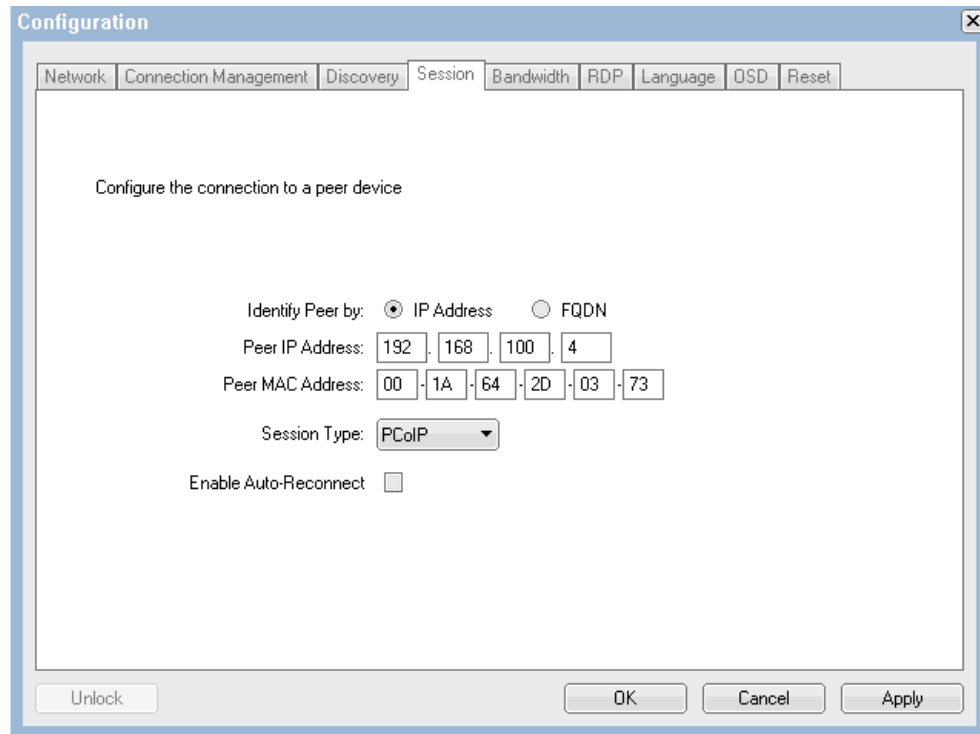 Configuration
Network Connection Management Discovery Session Bandwidth RDP Language OSD Reset
Configure the connection to a peer device
Identify Peer by: IP Address FQDN
Peer IP Address: 192 . 168 . 100 . 4
Peer MAC Address: 00 - 1A - 64 - 2D - 03 - 73
Session Type: PCoIP
Enable Auto-Reconnect
Unlock OK Cancel Apply